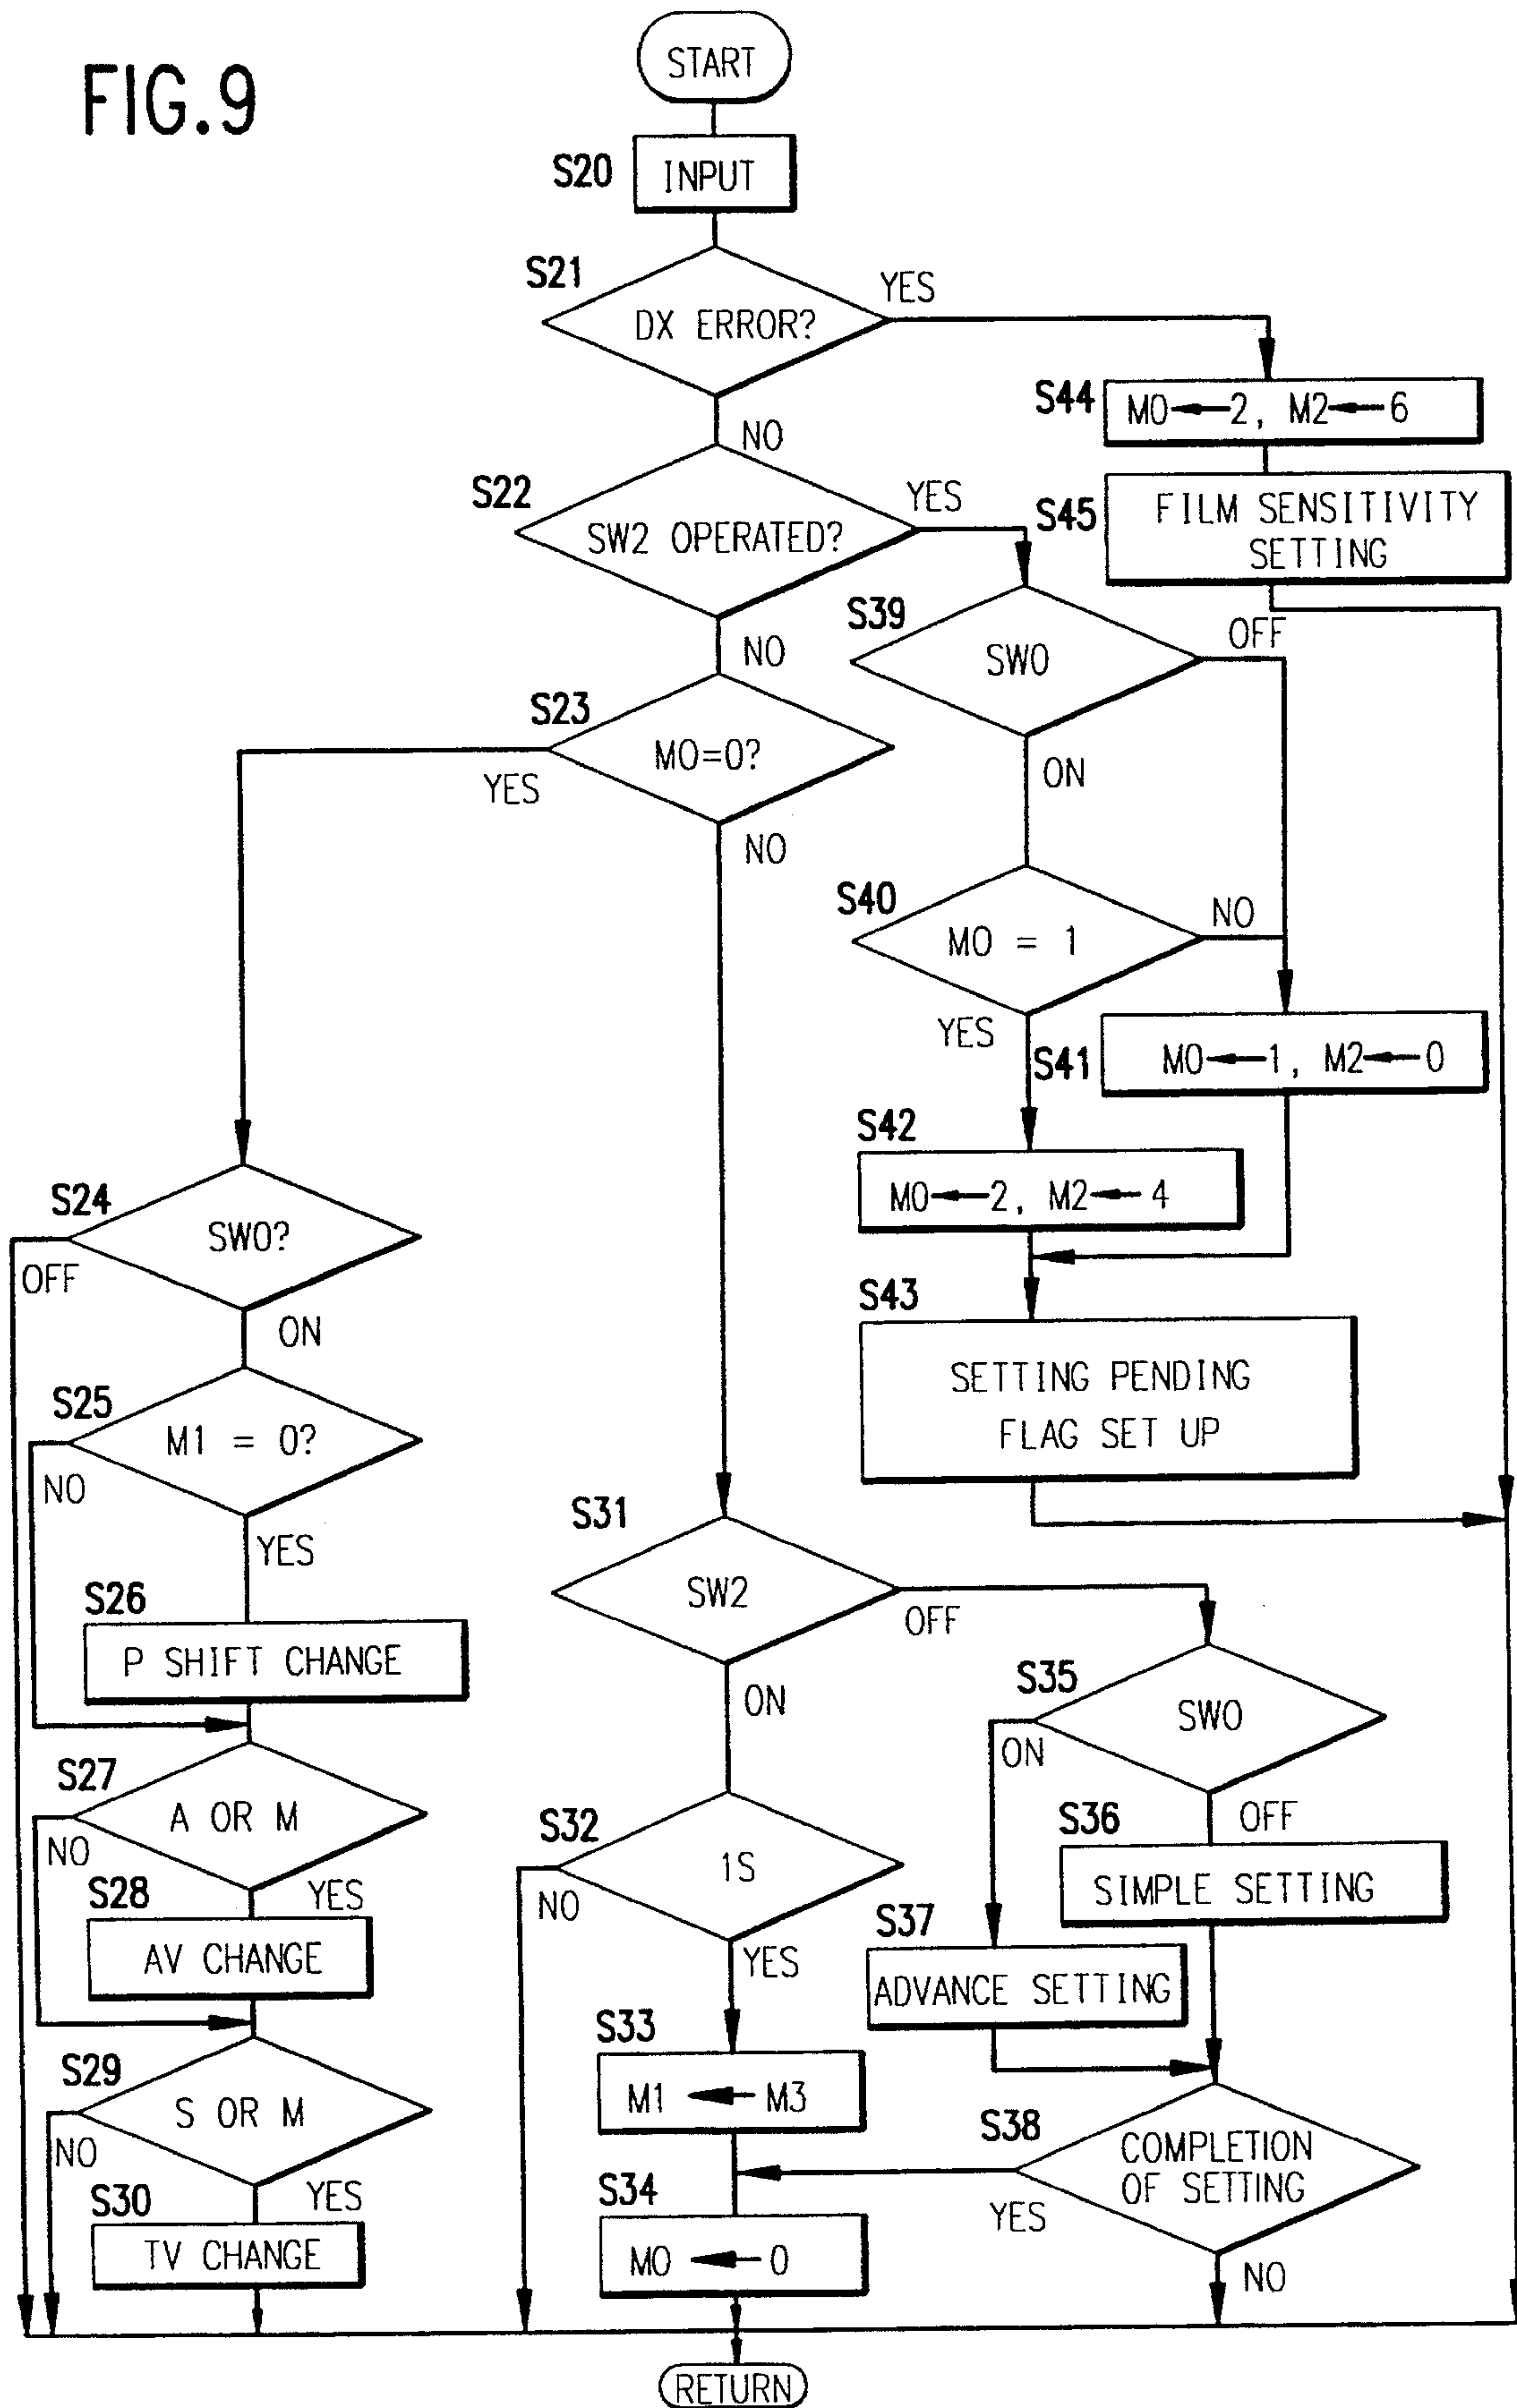 FIG.9
START
S20
INPUT
S21
DX ERROR?
YES
NO
S44
M0←2, M2←6
S45
FILM SENSITIVITY
SETTING
S22
SW2 OPERATED?
YES
NO
S39
SW0
OFF
ON
S23
M0=0?
YES
NO
S40
M0 = 1
NO
YES
S41
M0←1, M2←0
S42
M0←2, M2←4
S43
SETTING PENDING
FLAG SET UP
S24
SW0?
OFF
ON
S25
M1 = 0?
NO
YES
S26
P SHIFT CHANGE
S27
A OR M
NO
YES
S28
AV CHANGE
S29
S OR M
NO
YES
S30
TV CHANGE
S31
SW2
OFF
ON
S32
1S
NO
YES
S33
M1 ← M3
S34
M0 ← 0
S35
SW0
ON
OFF
S36
SIMPLE SETTING
S37
ADVANCE SETTING
S38
COMPLETION
OF SETTING
YES
NO
RETURN